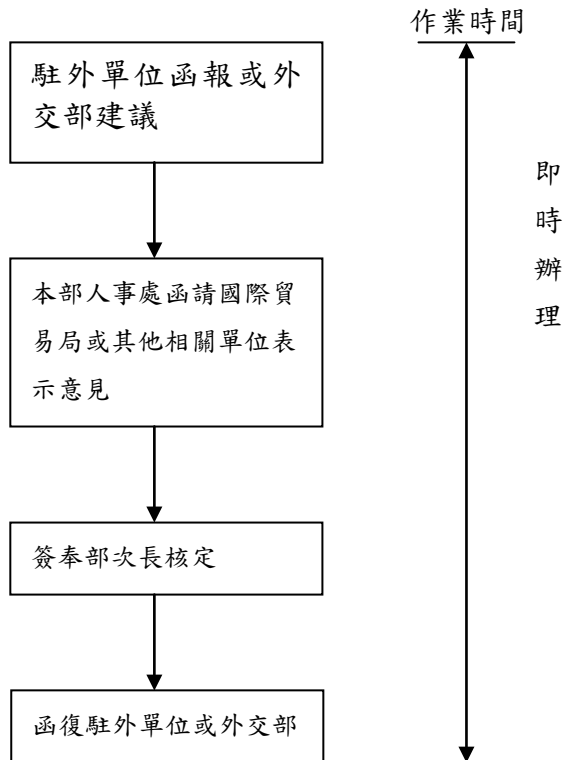 作業時間
駐外單位函報或外
交部建議
即
時
辦
理
本部人事處函請國際貿
易局或其他相關單位表
示意見
簽奉部次長核定
函復駐外單位或外交部